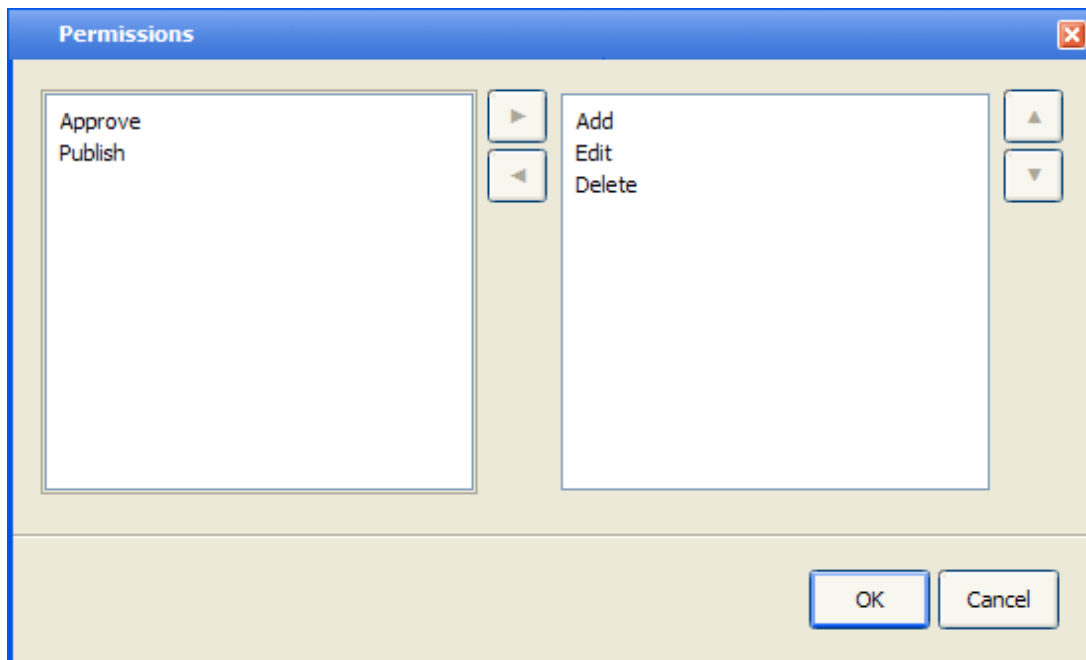 Permissions
Approve
Publish
Add
Edit
Delete
OK
Cancel